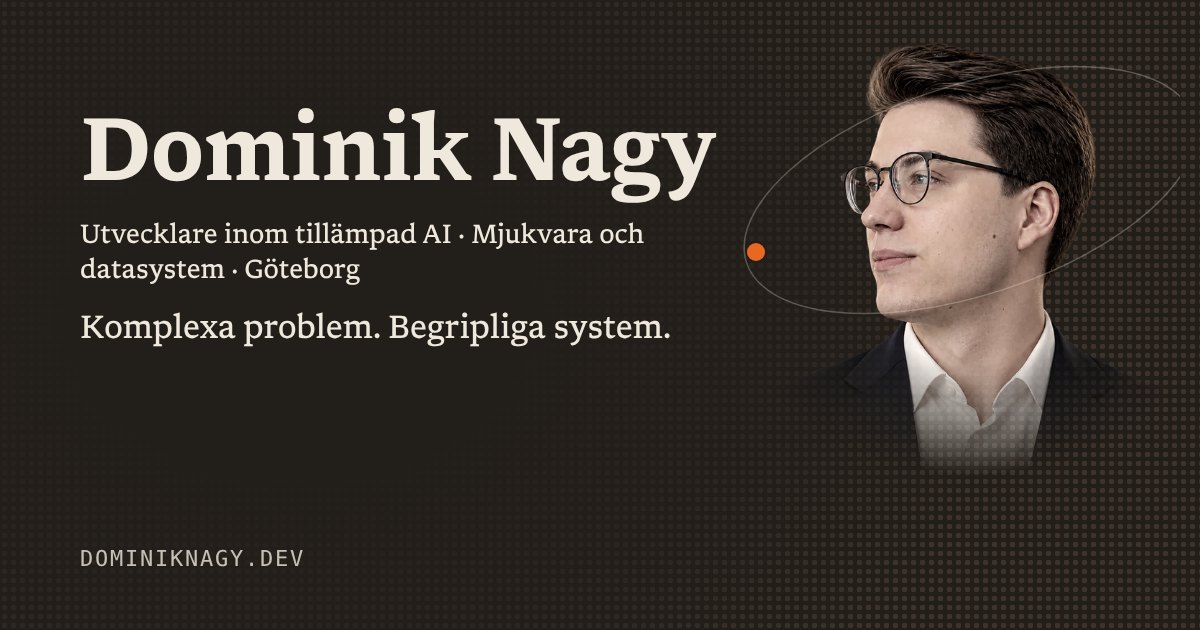 Dominik Nagy
Utvecklare inom tillämpad AI · Mjukvara och
datasystem · Göteborg
Komplexa problem. Begripliga system.
DOMINIKNAGY.DEV